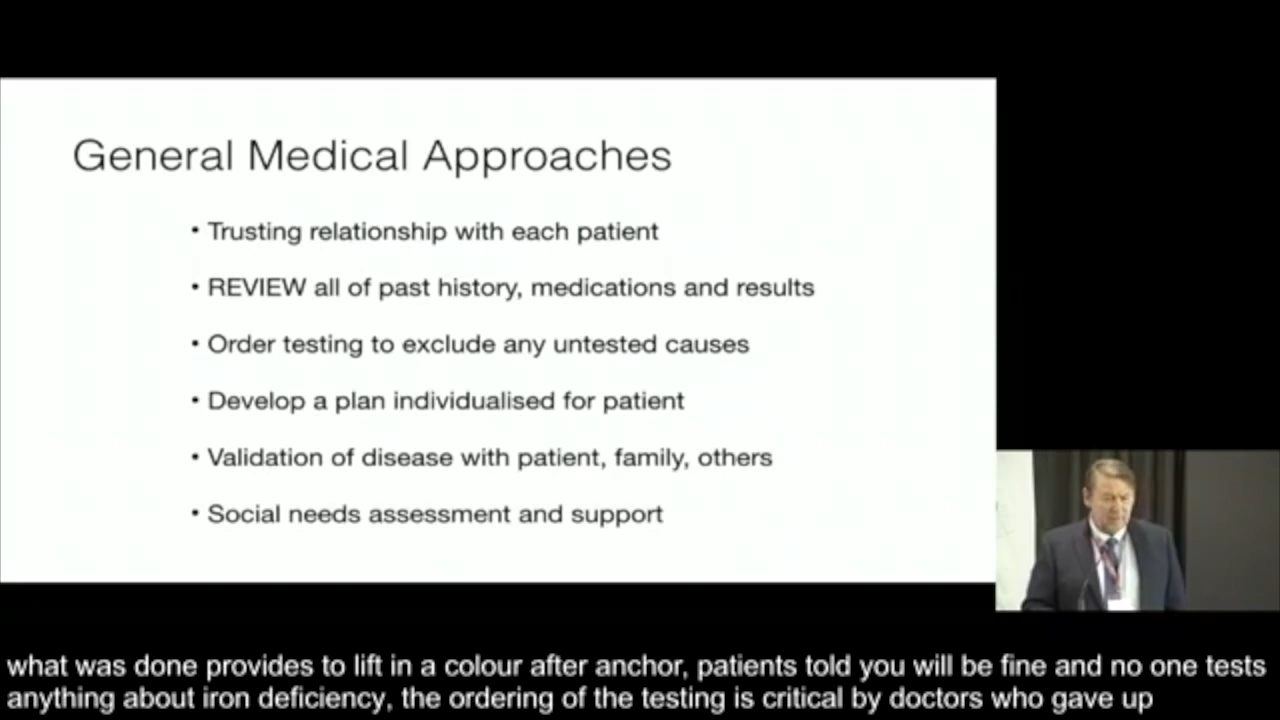 General Medical Approaches
• Trusting relationship with each patient
• REVIEW all of past history, medications and results
• Order testing to exclude any untested causes
• Develop a plan individualised for patient
• Validation of disease with patient, family, others
• Social needs assessment and support
what was done provides to lift in a colour after anchor, patients told you will be fine and no one tests
anything about iron deficiency, the ordering of the testing is critical by doctors who gave up